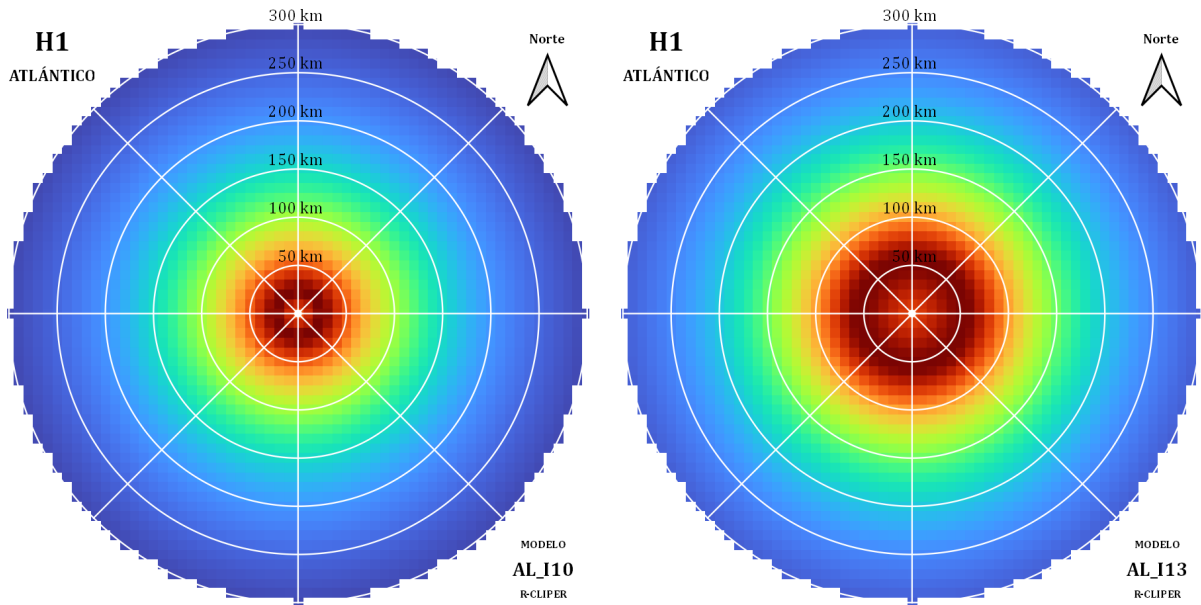 H1
ATLÁNTICO
300 km
250 km
200 km
150 km
100 km
50 km
Norte
MODELO
AL_I10
R-CLIPER
H1
ATLÁNTICO
300 km
250 km
200 km
150 km
100 km
50 km
Norte
MODELO
AL_I13
R-CLIPER